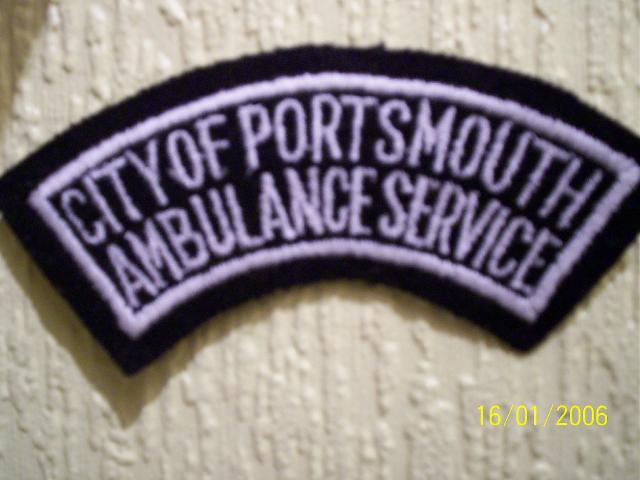 CITY OF PORTSMOUTH
AMBULANCE SERVICE
16/01/2006